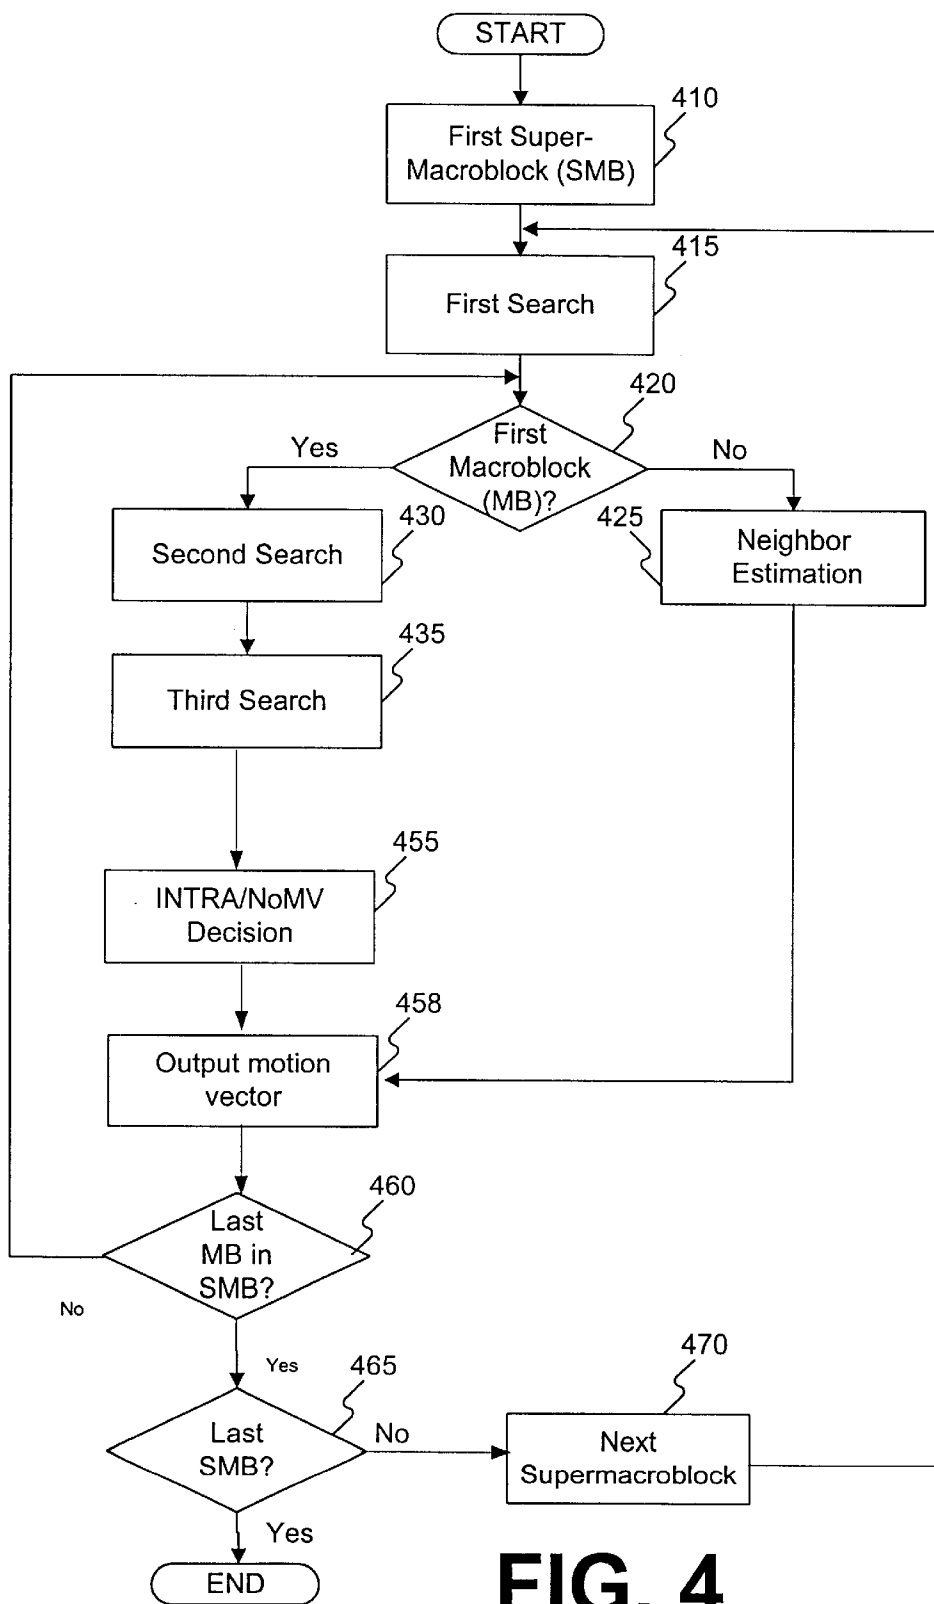 START
410
First Super-
Macroblock (SMB)
415
First Search
420
First
Macroblock
(MB)?
Yes
No
430
Second Search
425
Neighbor
Estimation
435
Third Search
455
INTRA/NoMV
Decision
458
Output motion
vector
460
Last
MB in
SMB?
No
Yes
465
Last
SMB?
No
470
Next
Supermacroblock
Yes
END
FIG. 4